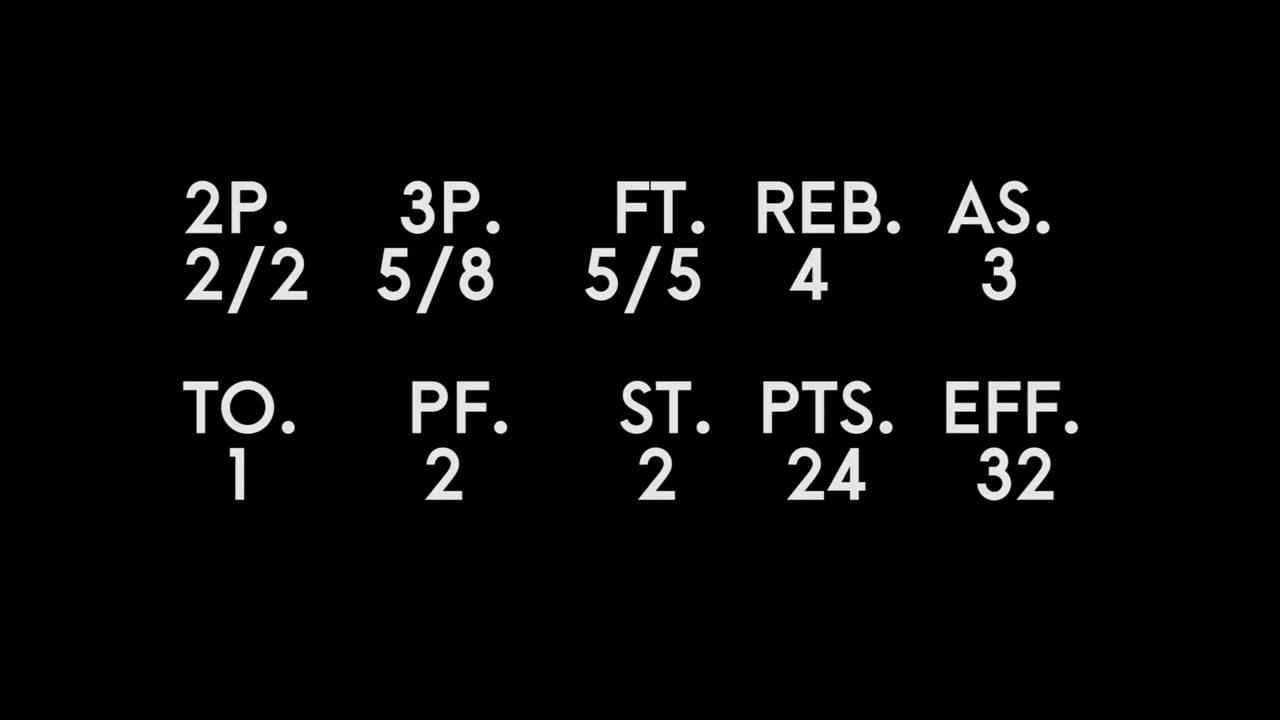 2P. 3P. FT. REB. AS.
2/2 5/8 5/5 4 3
TO. PF. ST. PTS. EFF.
1 2 2 24 32